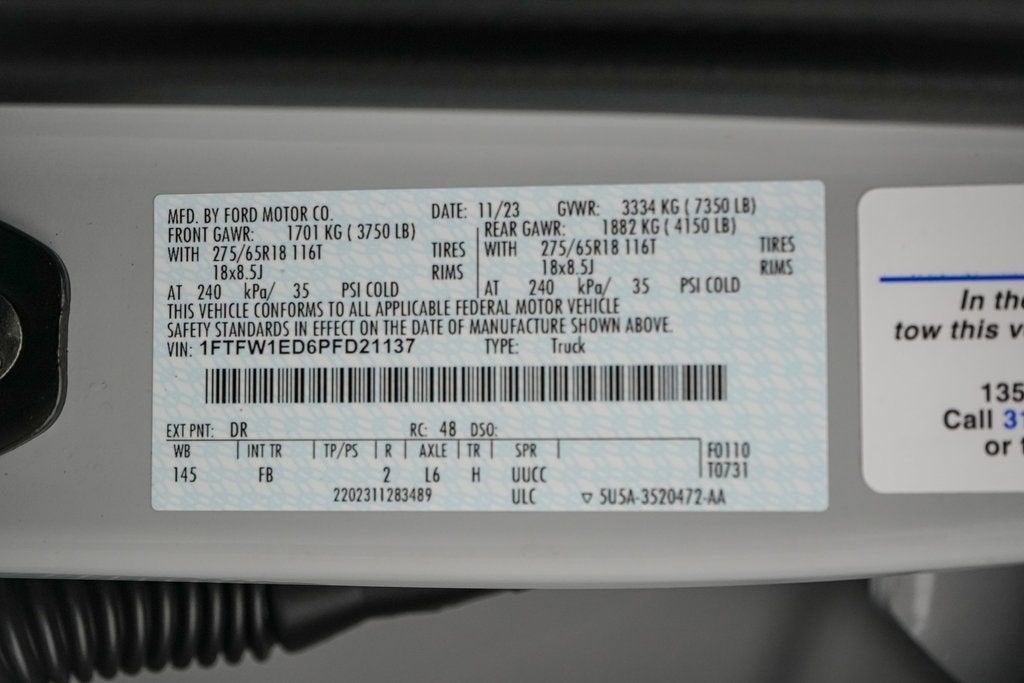 MFD. BY FORD MOTOR CO. DATE: 11/23 GVWR: 3334 KG ( 7350 LB)
FRONT GAWR: 1701 KG ( 3750 LB) REAR GAWR: 1882 KG ( 4150 LB)
WITH 275/65R18 116T TIRES WITH 275/65R18 116T TIRES
18x8.5J RIMS 18x8.5J RIMS
AT 240 kPa/ 35 PSI COLD AT 240 kPa/ 35 PSI COLD
THIS VEHICLE CONFORMS TO ALL APPLICABLE FEDERAL MOTOR VEHICLE
SAFETY STANDARDS IN EFFECT ON THE DATE OF MANUFACTURE SHOWN ABOVE.
VIN: 1FTFW1ED6PFD21137 TYPE: Truck
EXT PNT: DR RC: 48 DSO:
WB INT TR TP/PS R AXLE TR SPR F0110
145 FB 2 L6 H UUCC T0731
2202311283489 ULC ▽ 5U5A-3520472-AA
In the
tow this v
135
Call 31
or t